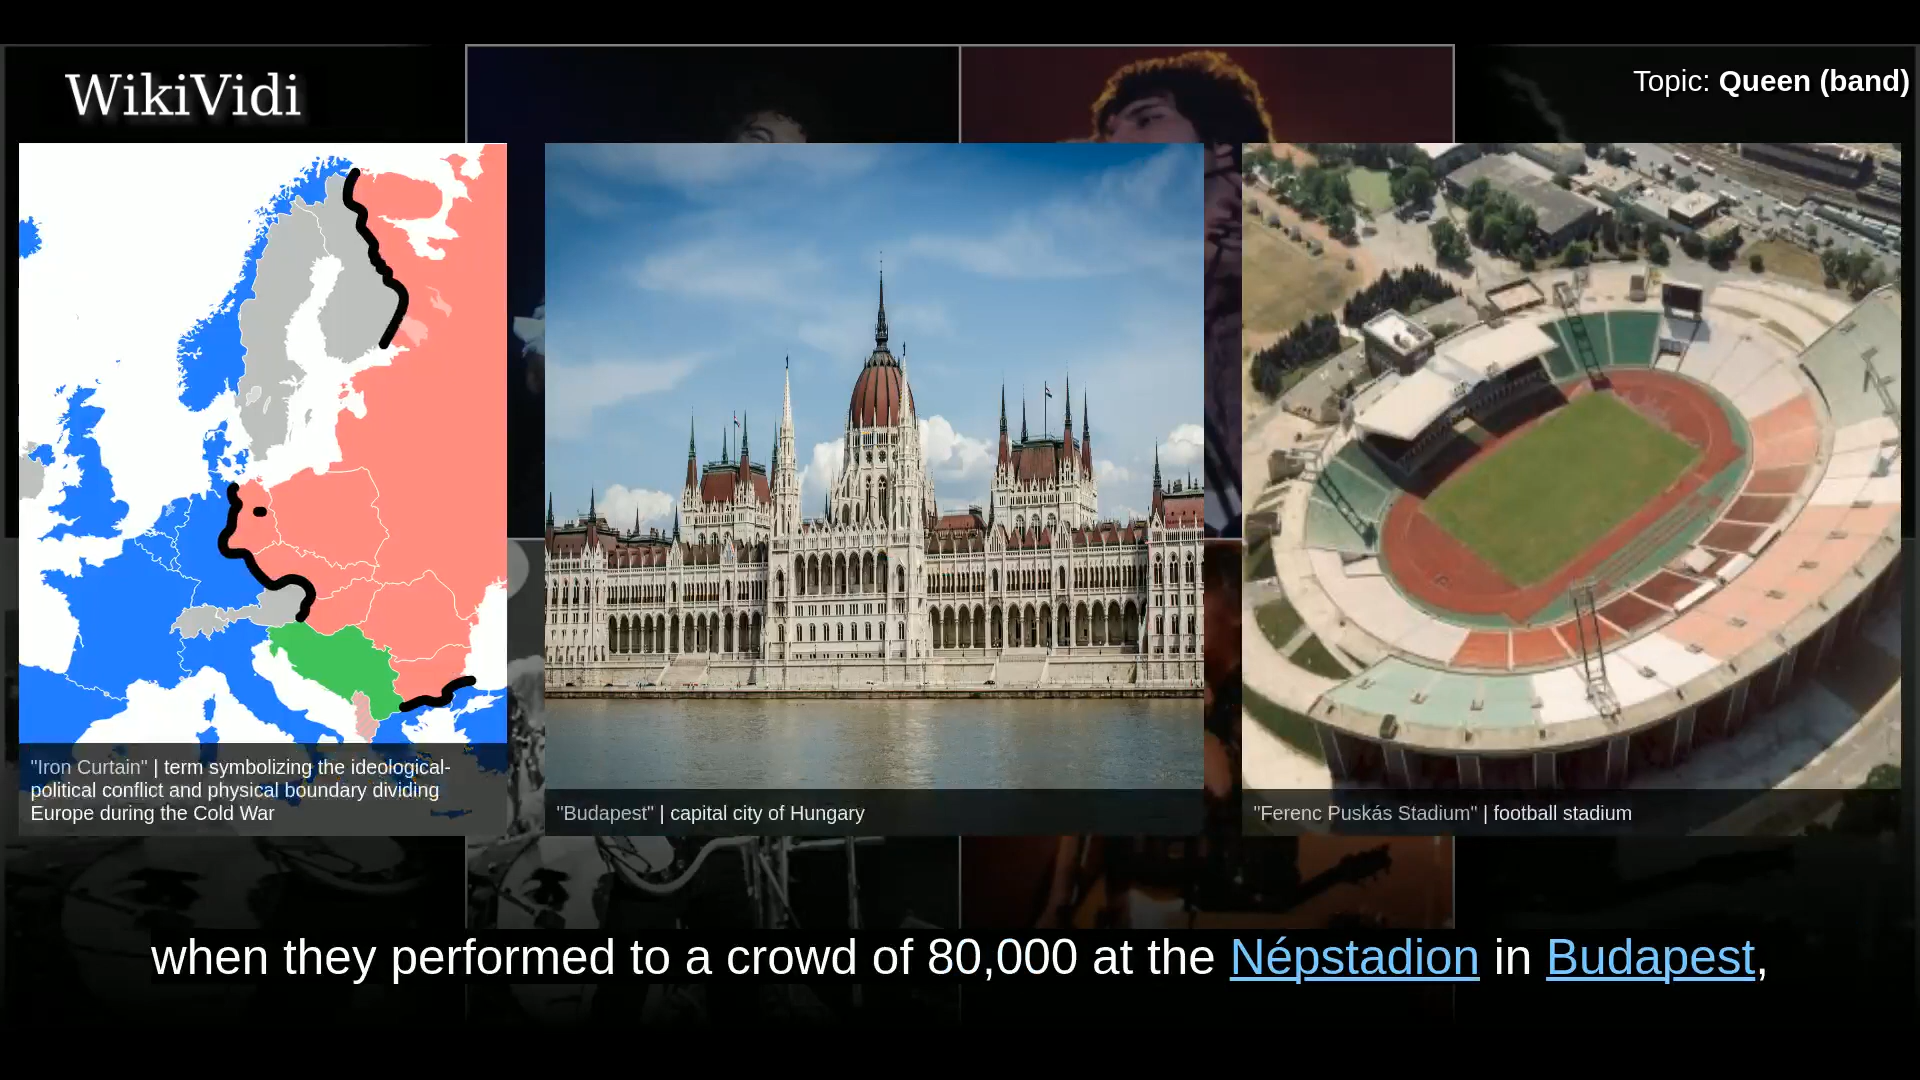 WikiVidi
Topic: Queen (band)
"Iron Curtain" | term symbolizing the ideological-
political conflict and physical boundary dividing
Europe during the Cold War
"Budapest" | capital city of Hungary
"Ferenc Puskás Stadium" | football stadium
when they performed to a crowd of 80,000 at the Népstadion in Budapest,